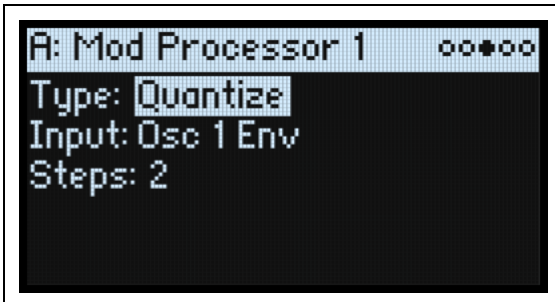 A: Mod Processor 1
Type: Quantize
Input: Osc 1 Env
Steps: 2